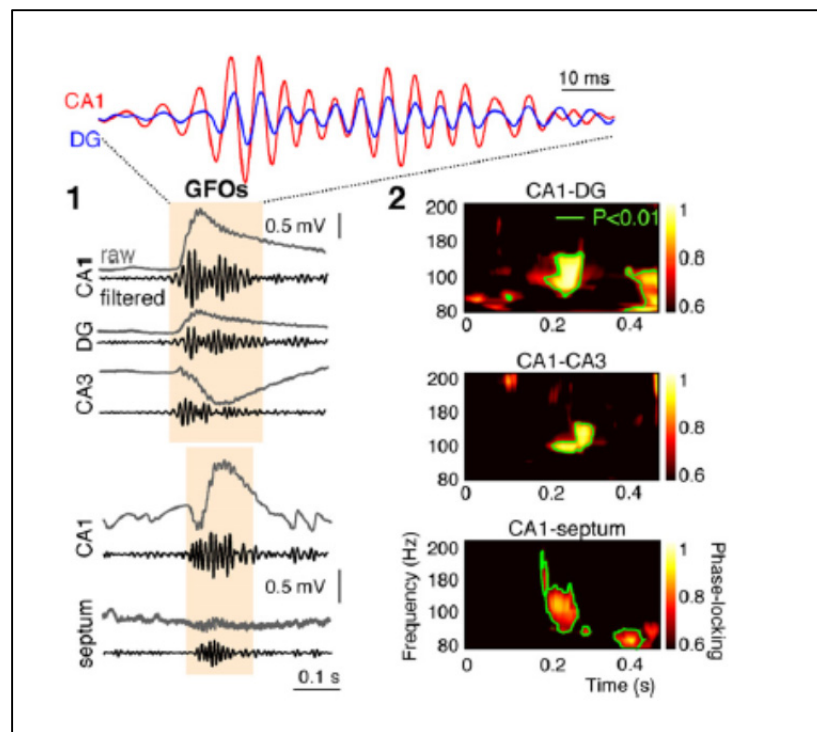 10 ms
CA1
DG
1
GFOs
0.5 mV
raw
CA1
filtered
DG
CA3
CA1
0.5 mV
septum
0.1 s
2
CA1-DG
P<0.01
200
180
100
80
0
0.2
0.4
1
0.8
0.6
CA1-CA3
200
180
100
80
0
0.2
0.4
1
0.8
0.6
CA1-septum
Frequency (Hz)
200
180
100
80
0
0.2
0.4
Time (s)
1
0.8
0.6
Phase-locking